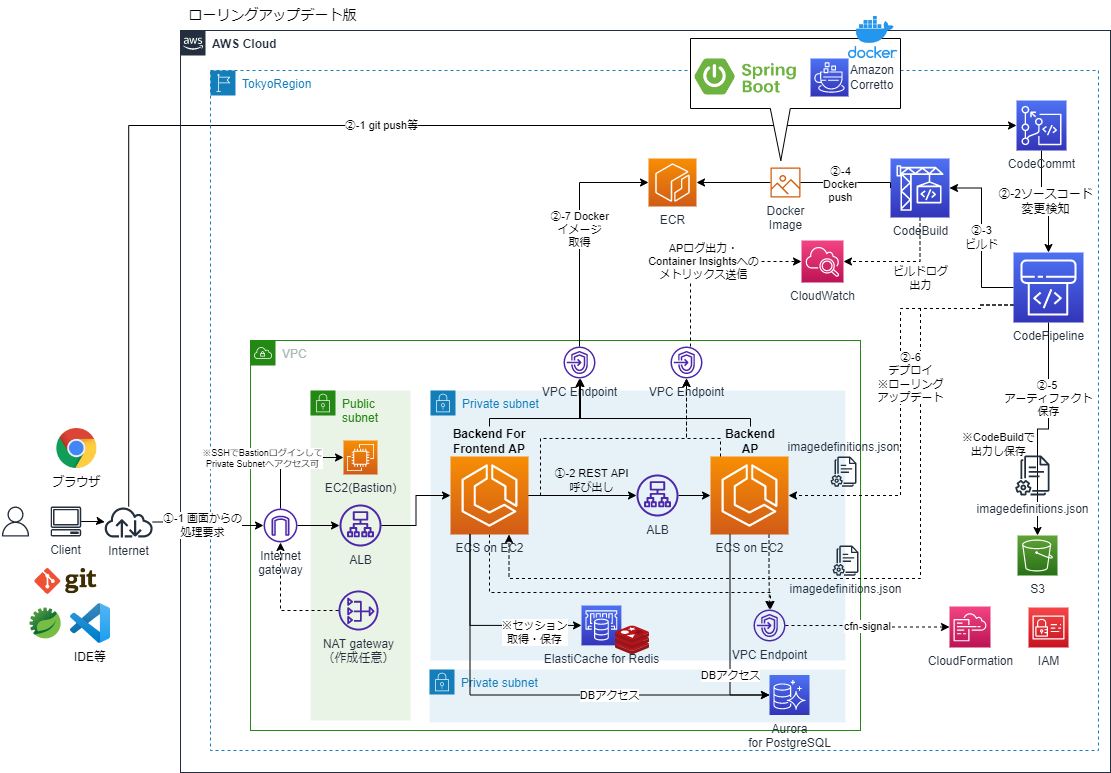 ローリングアップデート版
aws
AWS Cloud
TokyoRegion
docker
Spring
Boot
Amazon
Corretto
②-1 git push等
CodeCommt
②-2ソースコード
変更検知
②-4
Docker
push
②-3
ビルド
ECR
Docker
Image
CodeBuild
②-7 Docker
イメージ
取得
APログ出力・
Container Insightsへの
メトリックス送信
CloudWatch
ビルドログ
出力
CodePipeline
VPC
VPC Endpoint
VPC Endpoint
②-6
デプロイ
※ローリング
アップデート
②-5
アーティファクト
保存
Public
subnet
Private subnet
Backend For
Frontend AP
Backend
AP
imagedefinitions.json
※CodeBuildで
出力し保存
※SSHでBastionログインして
Private Subnetへアクセス可
EC2(Bastion)
①-2 REST API
呼び出し
ブラウザ
imagedefinitions.json
①-1 画面からの
処理要求
Client
Internet
Internet
gateway
ALB
ECS on EC2
ALB
ECS on EC2
imagedefinitions.json
S3
git
NAT gateway
（作成任意）
※セッション
取得・保存
ElastiCache for Redis
VPC Endpoint
cfn-signal
CloudFormation
IAM
IDE等
Private subnet
DBアクセス
DBアクセス
Aurora
for PostgreSQL